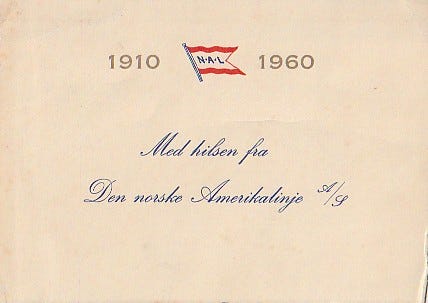 1910 N·A·L 1960
Med hilsen fra
Den norske Amerikalinje A/S